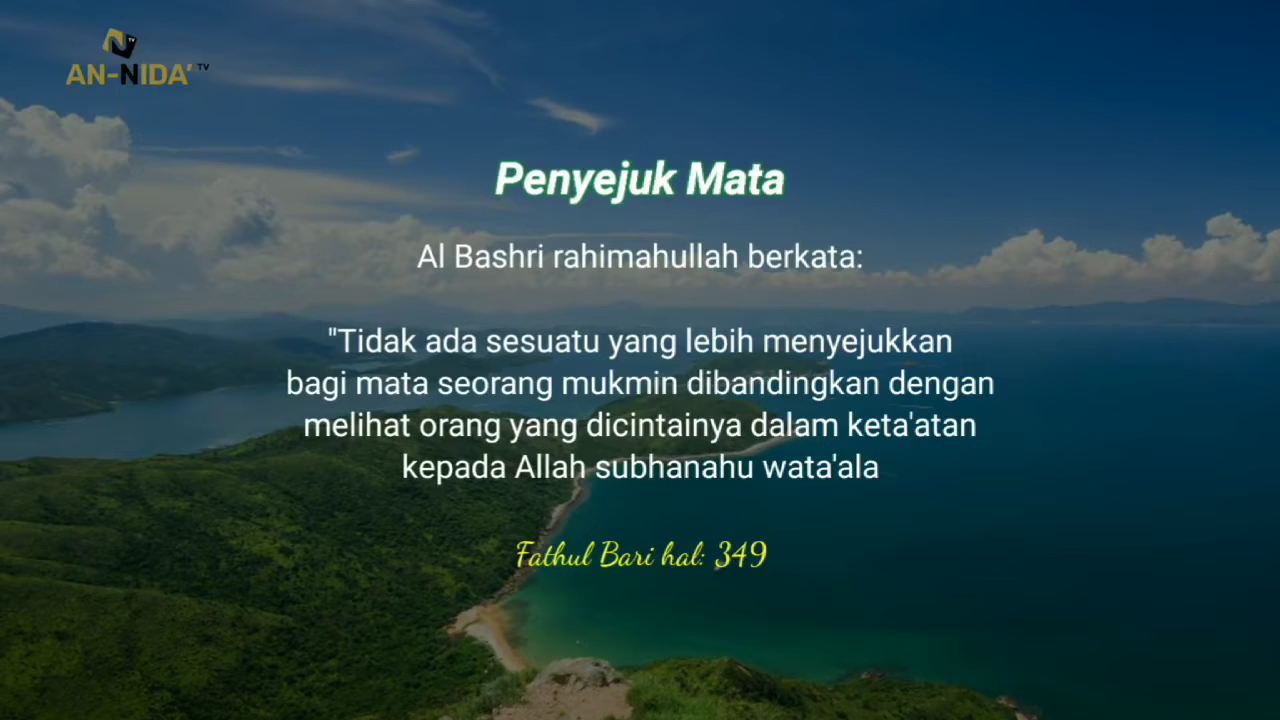 AN-NIDA' TV
Penyejuk Mata
Al Bashri rahimahullah berkata:
"Tidak ada sesuatu yang lebih menyejukkan
bagi mata seorang mukmin dibandingkan dengan
melihat orang yang dicintainya dalam keta'atan
kepada Allah subhanahu wata'ala
Fathul Bari hal: 349